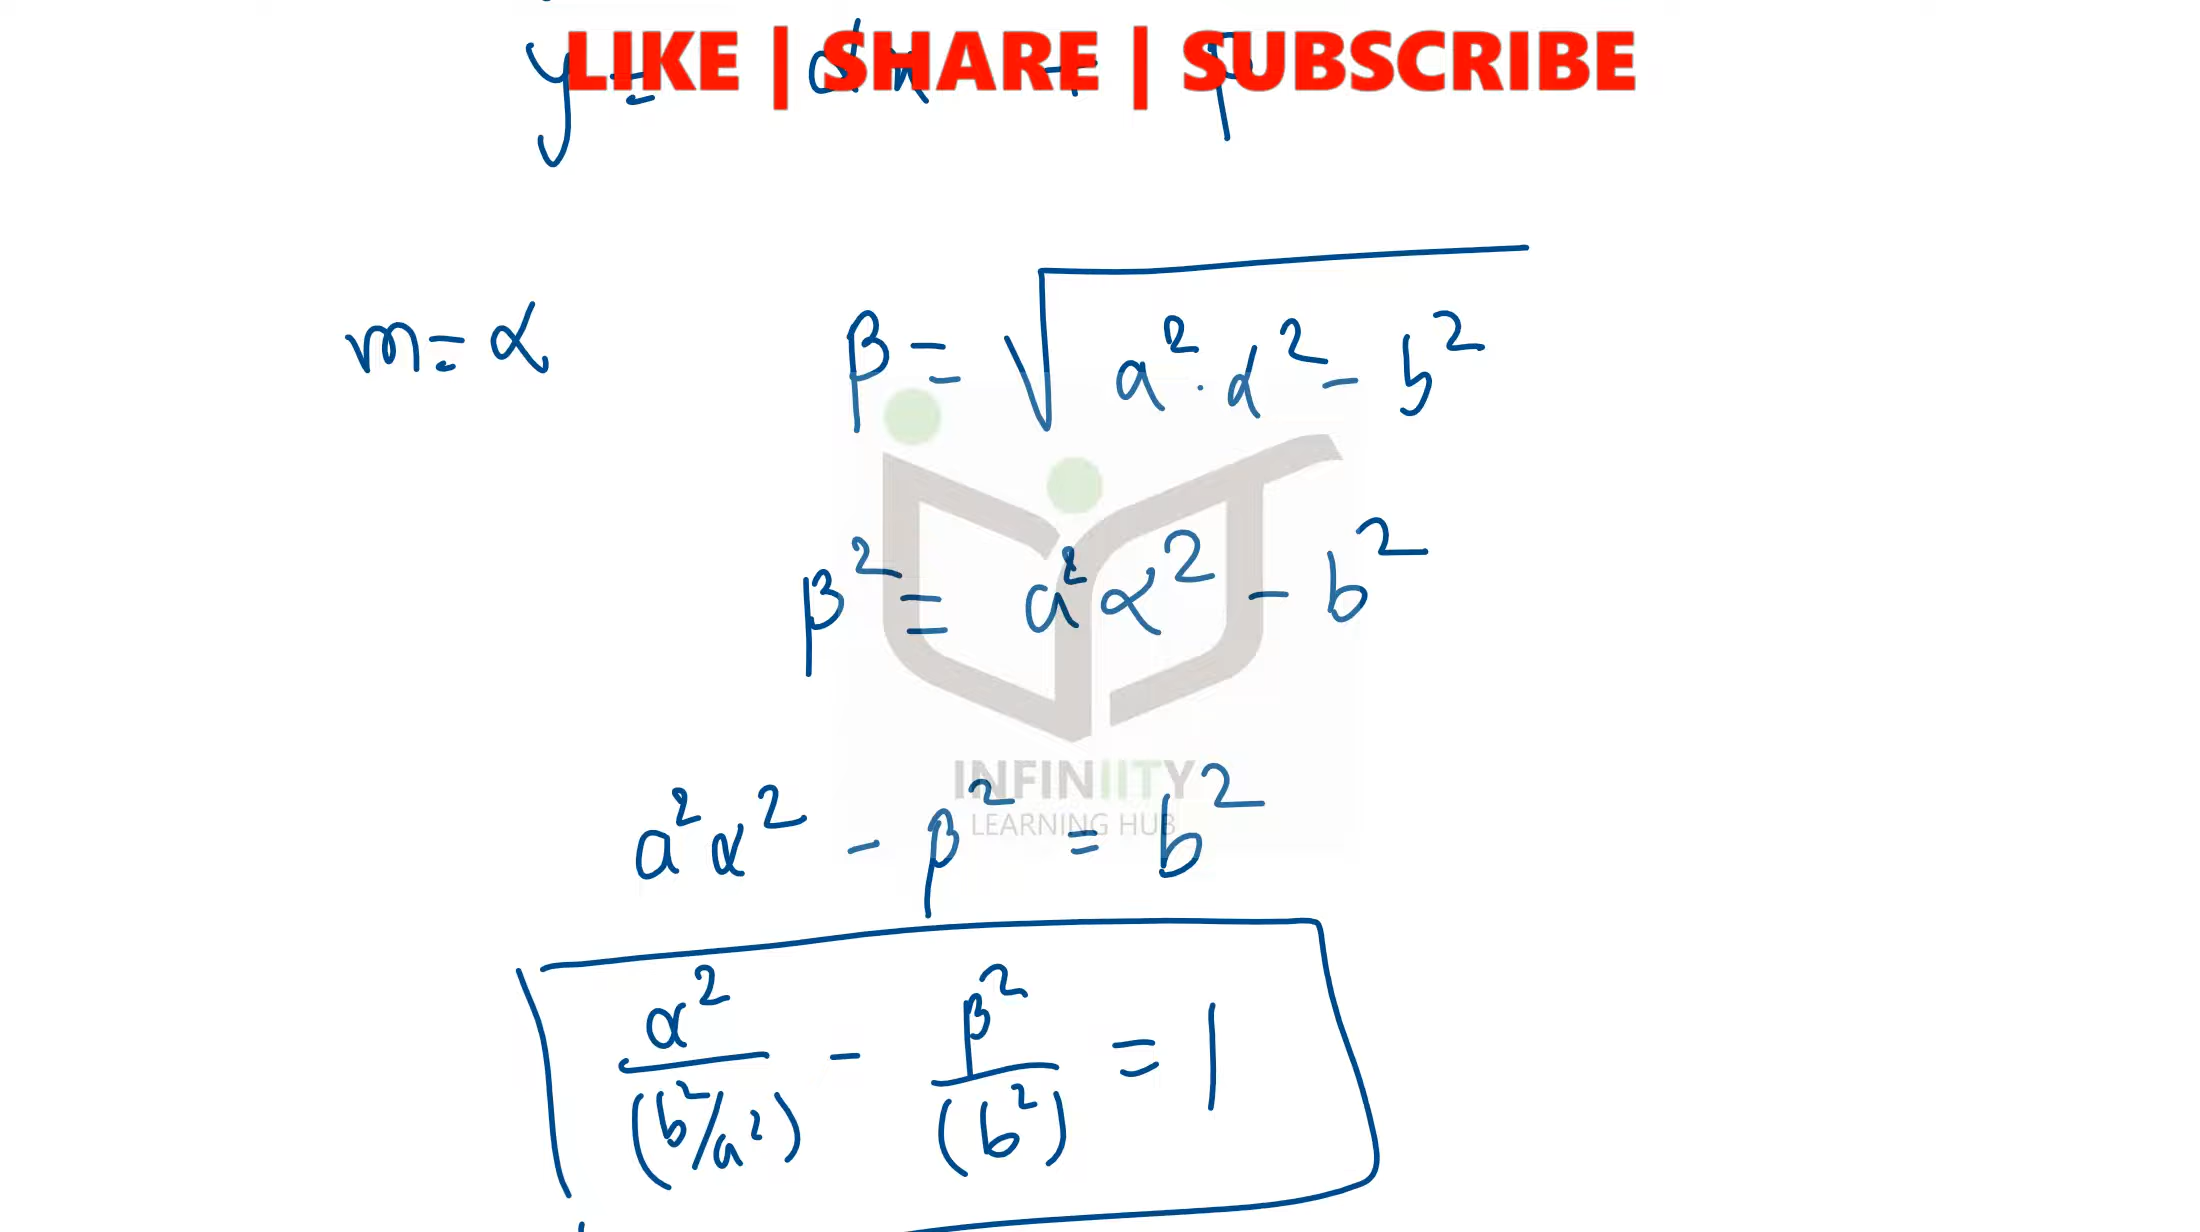 LIKE | SHARE | SUBSCRIBE
y = αx + β
m = α
β = √(a² · α² - b²)
β² = a²α² - b²
INFINIITY
LEARNING HUB
a²α² - β² = b²
α²/(b²/a²) - β²/(b²) = 1